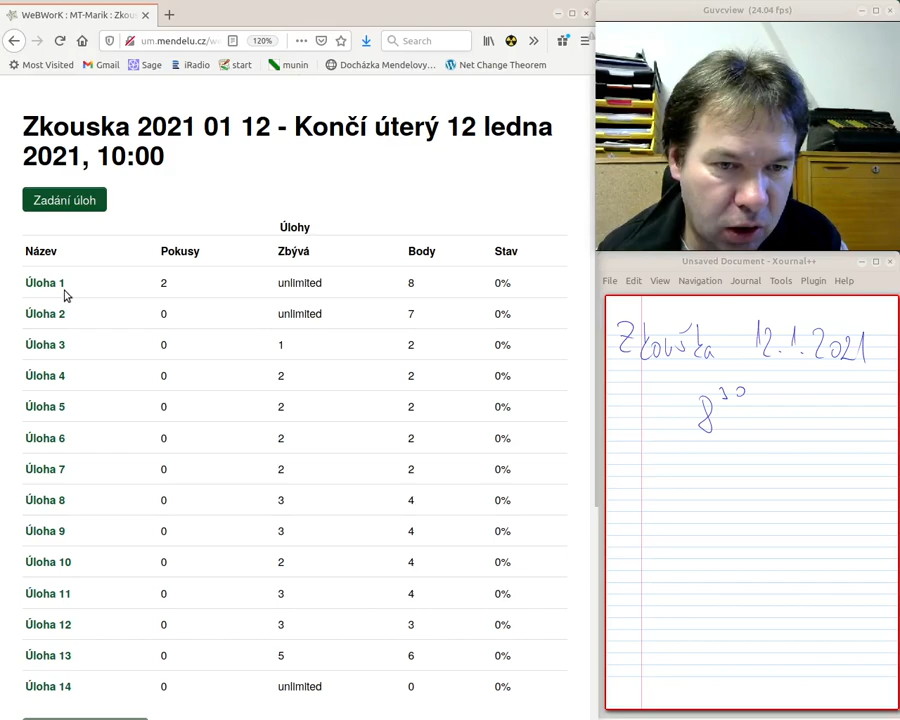 WeBWorK : MT-Marik : Zkou
Guvcview (24.04 fps)
um.mendelu.cz/w
120%
Search
Most Visited Gmail Sage iRadio start munin Docházka Mendelovy... Net Change Theorem
Zkouska 2021 01 12 - Končí úterý 12 ledna
2021, 10:00
Zadání úloh
Úlohy
Název Pokusy Zbývá Body Stav
Úloha 1 2 unlimited 8 0%
Úloha 2 0 unlimited 7 0%
Úloha 3 0 1 2 0%
Úloha 4 0 2 2 0%
Úloha 5 0 2 2 0%
Úloha 6 0 2 2 0%
Úloha 7 0 2 2 0%
Úloha 8 0 3 4 0%
Úloha 9 0 3 4 0%
Úloha 10 0 2 4 0%
Úloha 11 0 3 4 0%
Úloha 12 0 3 3 0%
Úloha 13 0 5 6 0%
Úloha 14 0 unlimited 0 0%
Unsaved Document - Xournal++
File Edit View Navigation Journal Tools Plugin Help
Zkouška 12.1.2021
8 30